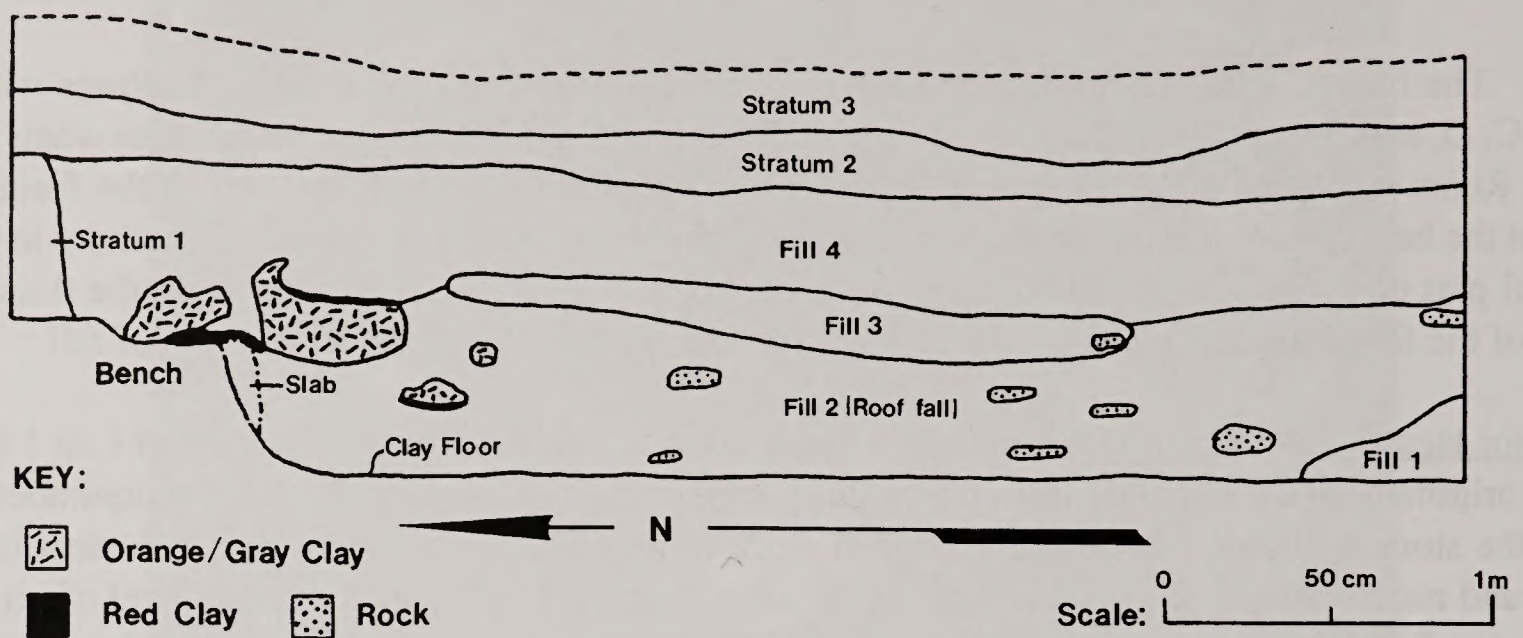 Stratum 3
Stratum 2
Stratum 1
Fill 4
Fill 3
Bench
Slab
Fill 2 (Roof fall)
Clay Floor
Fill 1
KEY:
N
Orange/Gray Clay
Red Clay
Rock
Scale:
0 50 cm 1m